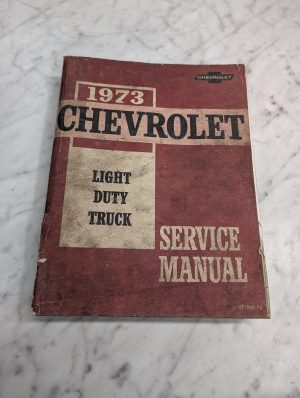 CHEVROLET
1973
CHEVROLET
LIGHT
DUTY
TRUCK
SERVICE
MANUAL